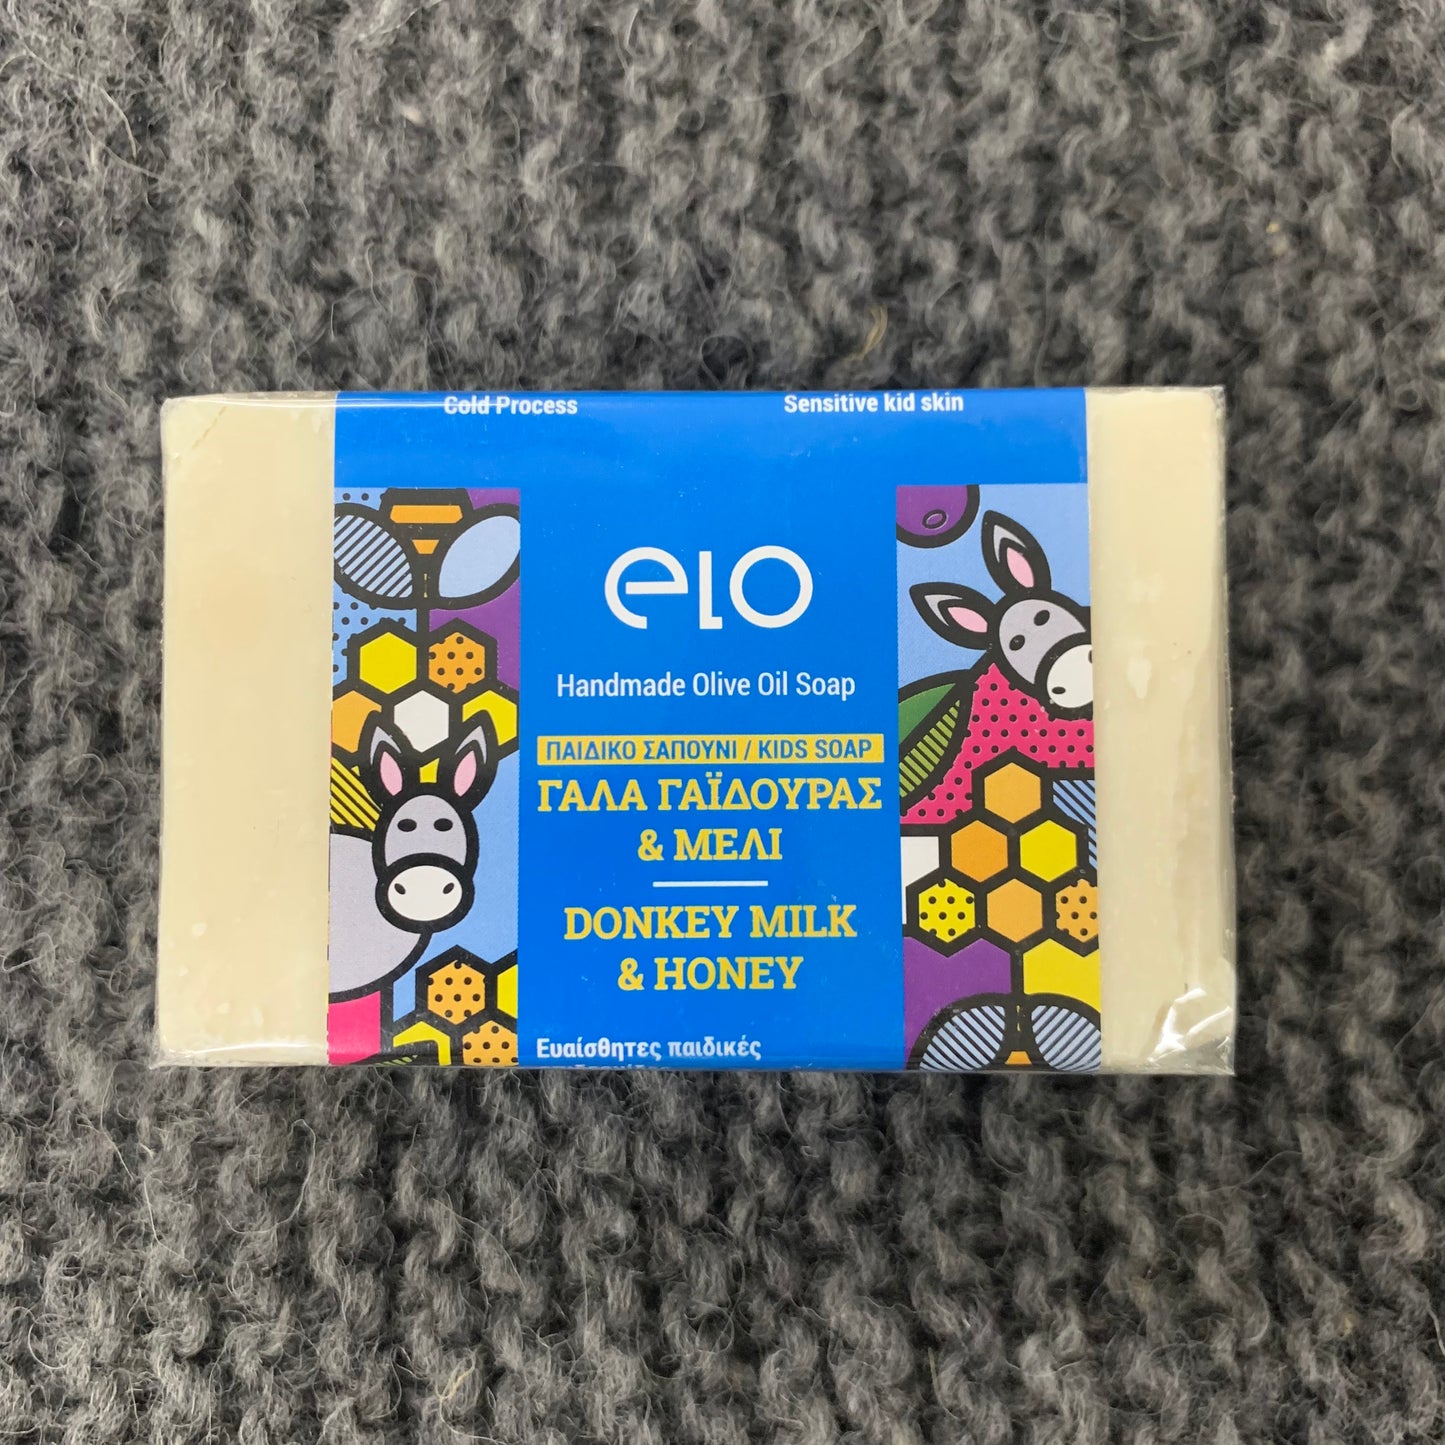 Cold Process
Sensitive kid skin
elo
Handmade Olive Oil Soap
ΠΑΙΔΙΚΟ ΣΑΠΟΥΝΙ / KIDS SOAP
ΓΑΛΑ ΓΑΪΔΟΥΡΑΣ
& ΜΕΛΙ
DONKEY MILK
& HONEY
Ευαίσθητες παιδικές